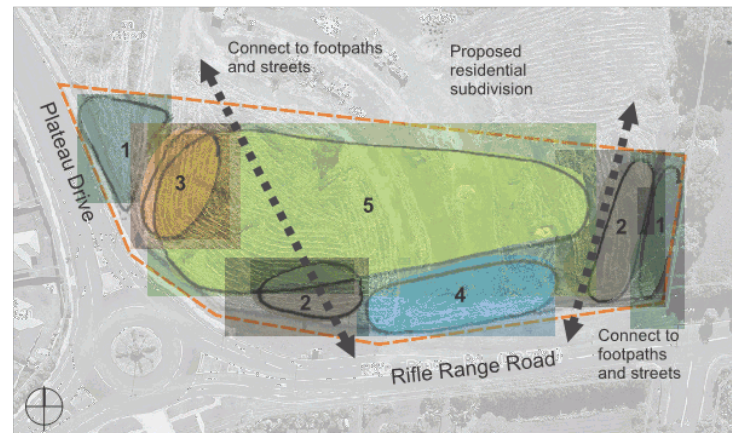 Connect to footpaths
and streets
Proposed
residential
subdivision
Plateau Drive
1
3
5
2
1
2
4
Rifle Range Road
Connect to
footpaths
and streets